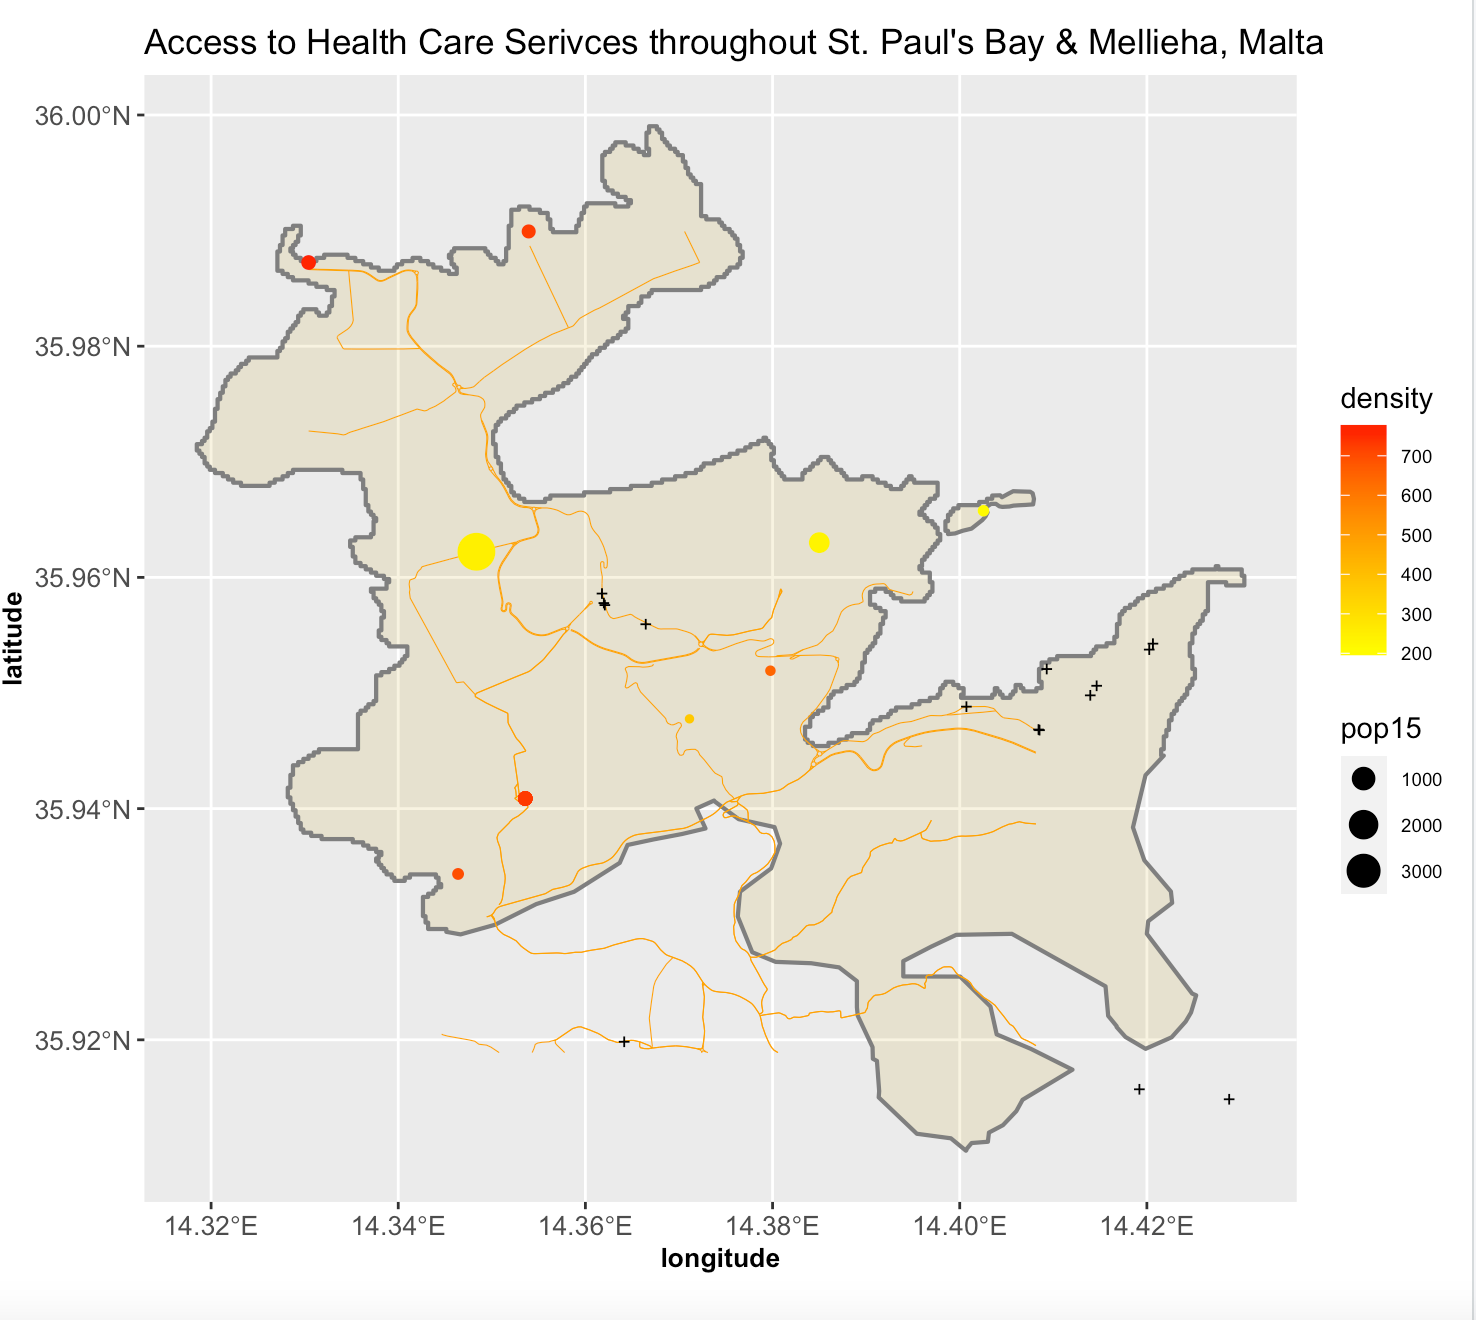 Access to Health Care Serivces throughout St. Paul's Bay & Mellieha, Malta
36.00°N
35.98°N
35.96°N
35.94°N
35.92°N
latitude
14.32°E
14.34°E
14.36°E
14.38°E
14.40°E
14.42°E
longitude
density
700
600
500
400
300
200
pop15
1000
2000
3000